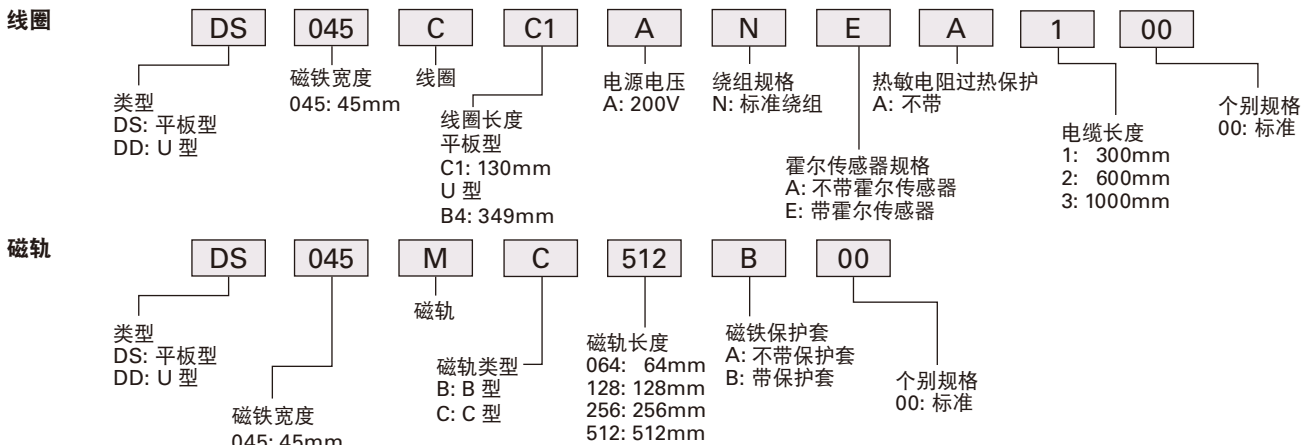 线圈
DS 045 C C1 A N E A 1 00
类型
DS: 平板型
DD: U 型
磁铁宽度
045: 45mm
线圈
线圈长度
平板型
C1: 130mm
U 型
B4: 349mm
电源电压
A: 200V
绕组规格
N: 标准绕组
霍尔传感器规格
A: 不带霍尔传感器
E: 带霍尔传感器
热敏电阻过热保护
A: 不带
电缆长度
1: 300mm
2: 600mm
3: 1000mm
个别规格
00: 标准
磁轨
DS 045 M C 512 B 00
类型
DS: 平板型
DD: U 型
磁铁宽度
045: 45mm
磁轨
磁轨类型
B: B 型
C: C 型
磁轨长度
064: 64mm
128: 128mm
256: 256mm
512: 512mm
磁铁保护套
A: 不带保护套
B: 带保护套
个别规格
00: 标准